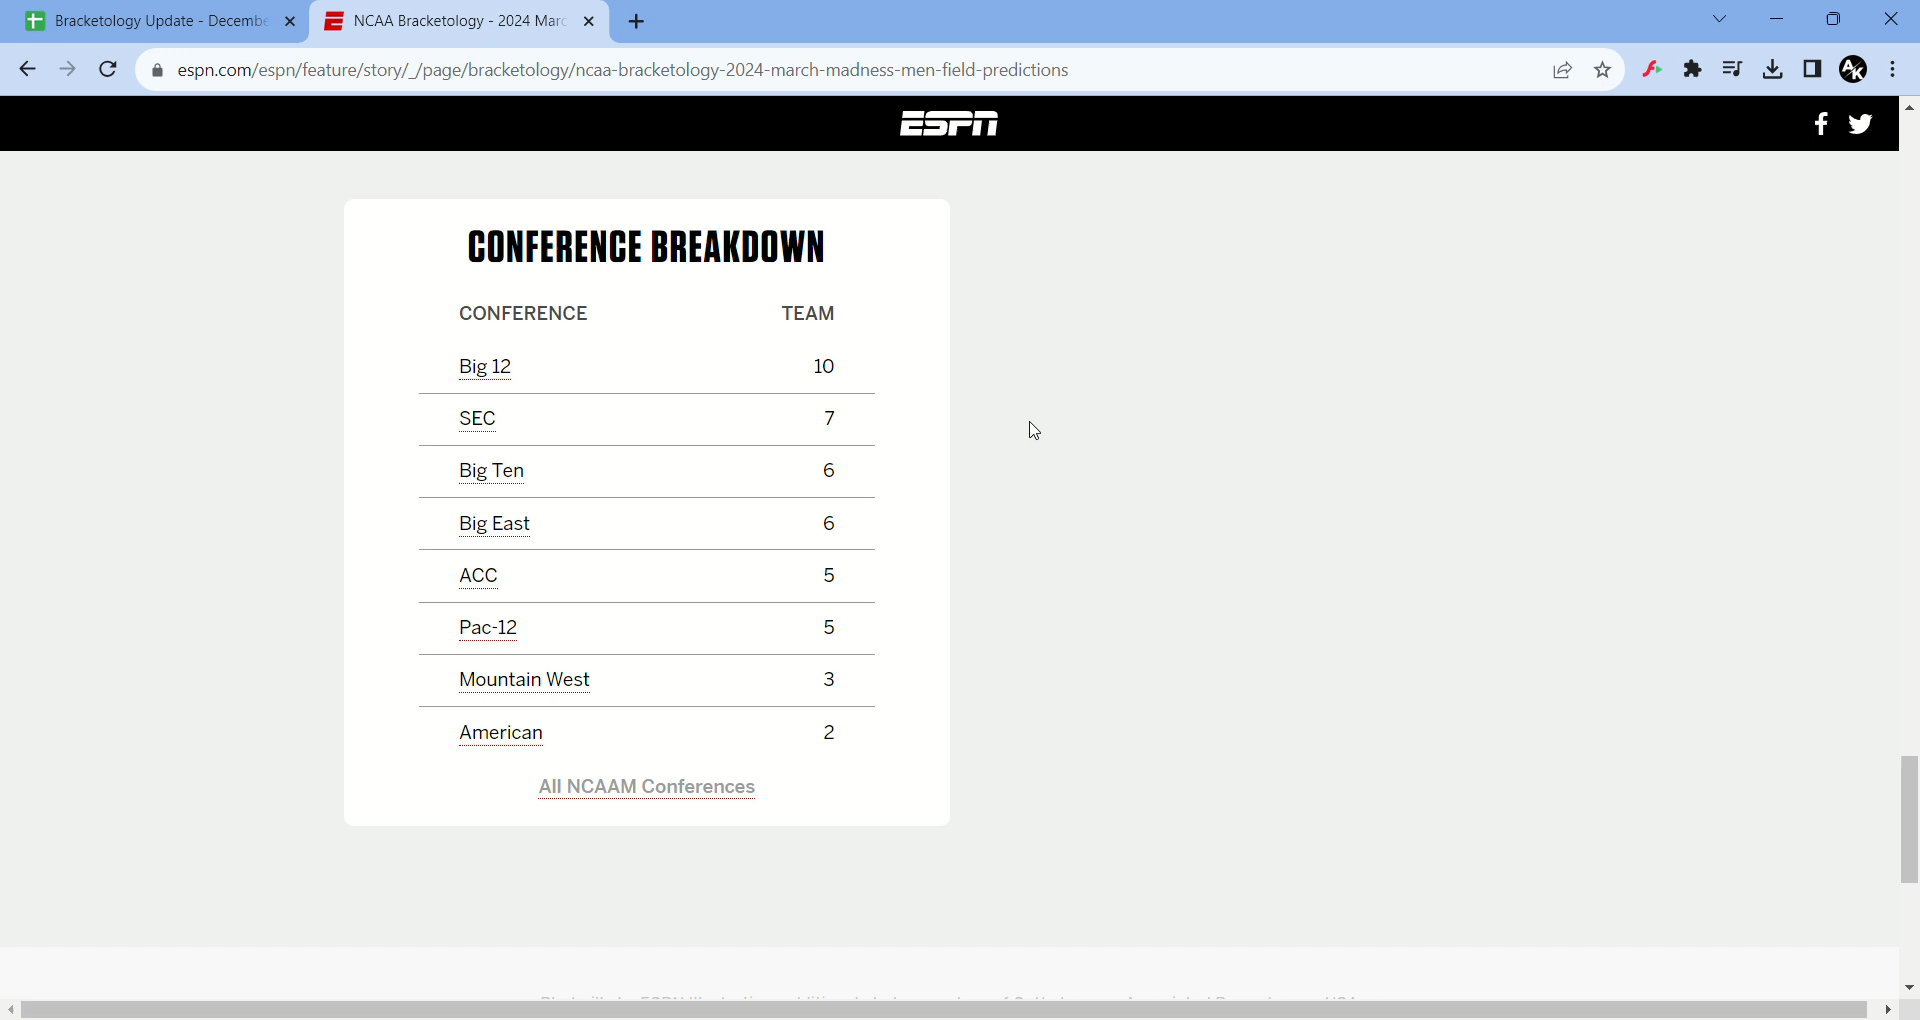 Bracketology Update - Decembe
NCAA Bracketology - 2024 Marc
espn.com/espn/feature/story/_/page/bracketology/ncaa-bracketology-2024-march-madness-men-field-predictions
AK
ESPN
CONFERENCE BREAKDOWN
CONFERENCE TEAM
Big 12 10
SEC 7
Big Ten 6
Big East 6
ACC 5
Pac-12 5
Mountain West 3
American 2
All NCAAM Conferences